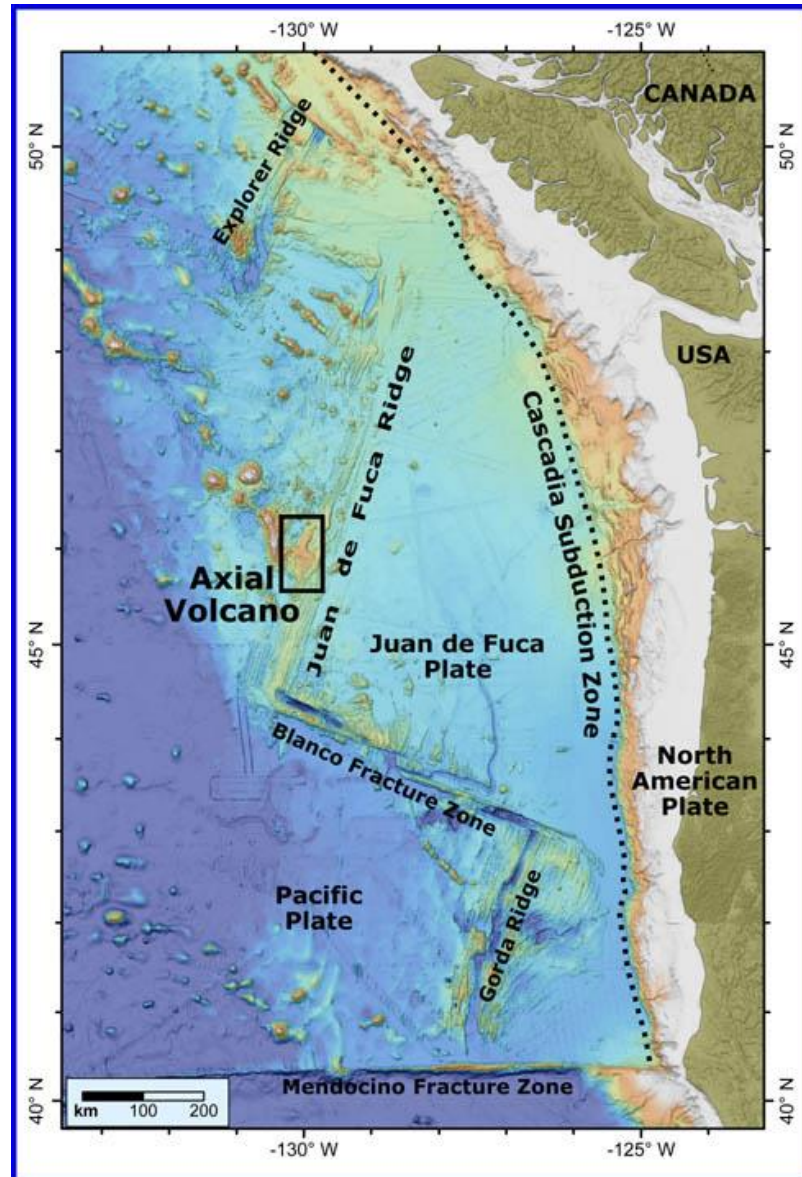 -130° W
-125° W
CANADA
50° N
50° N
Explorer Ridge
USA
Juan de Fuca Ridge
Cascadia Subduction Zone
Axial
Volcano
45° N
45° N
Juan de Fuca
Plate
Blanco Fracture Zone
North
American
Plate
Pacific
Plate
Gorda Ridge
km 100 200
Mendocino Fracture Zone
40° N
40° N
-130° W
-125° W